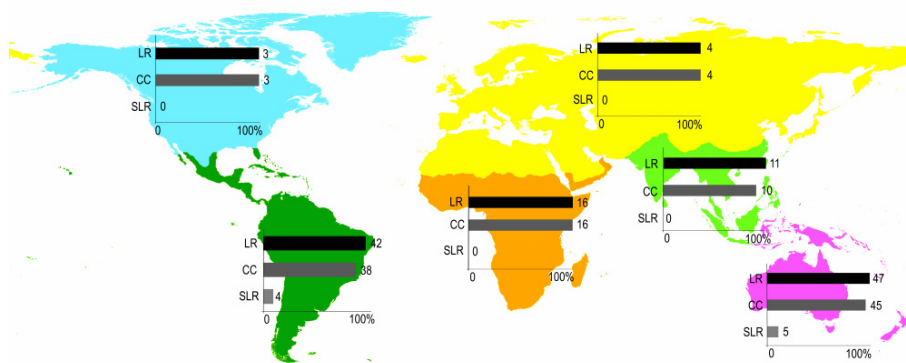 LR 3
CC 3
SLR 0
0 100%
LR 4
CC 4
SLR 0
0 100%
LR 11
CC 10
SLR 0
0 100%
LR 16
CC 16
SLR 0
0 100%
LR 42
CC 38
SLR 4
0 100%
LR 47
CC 45
SLR 5
0 100%